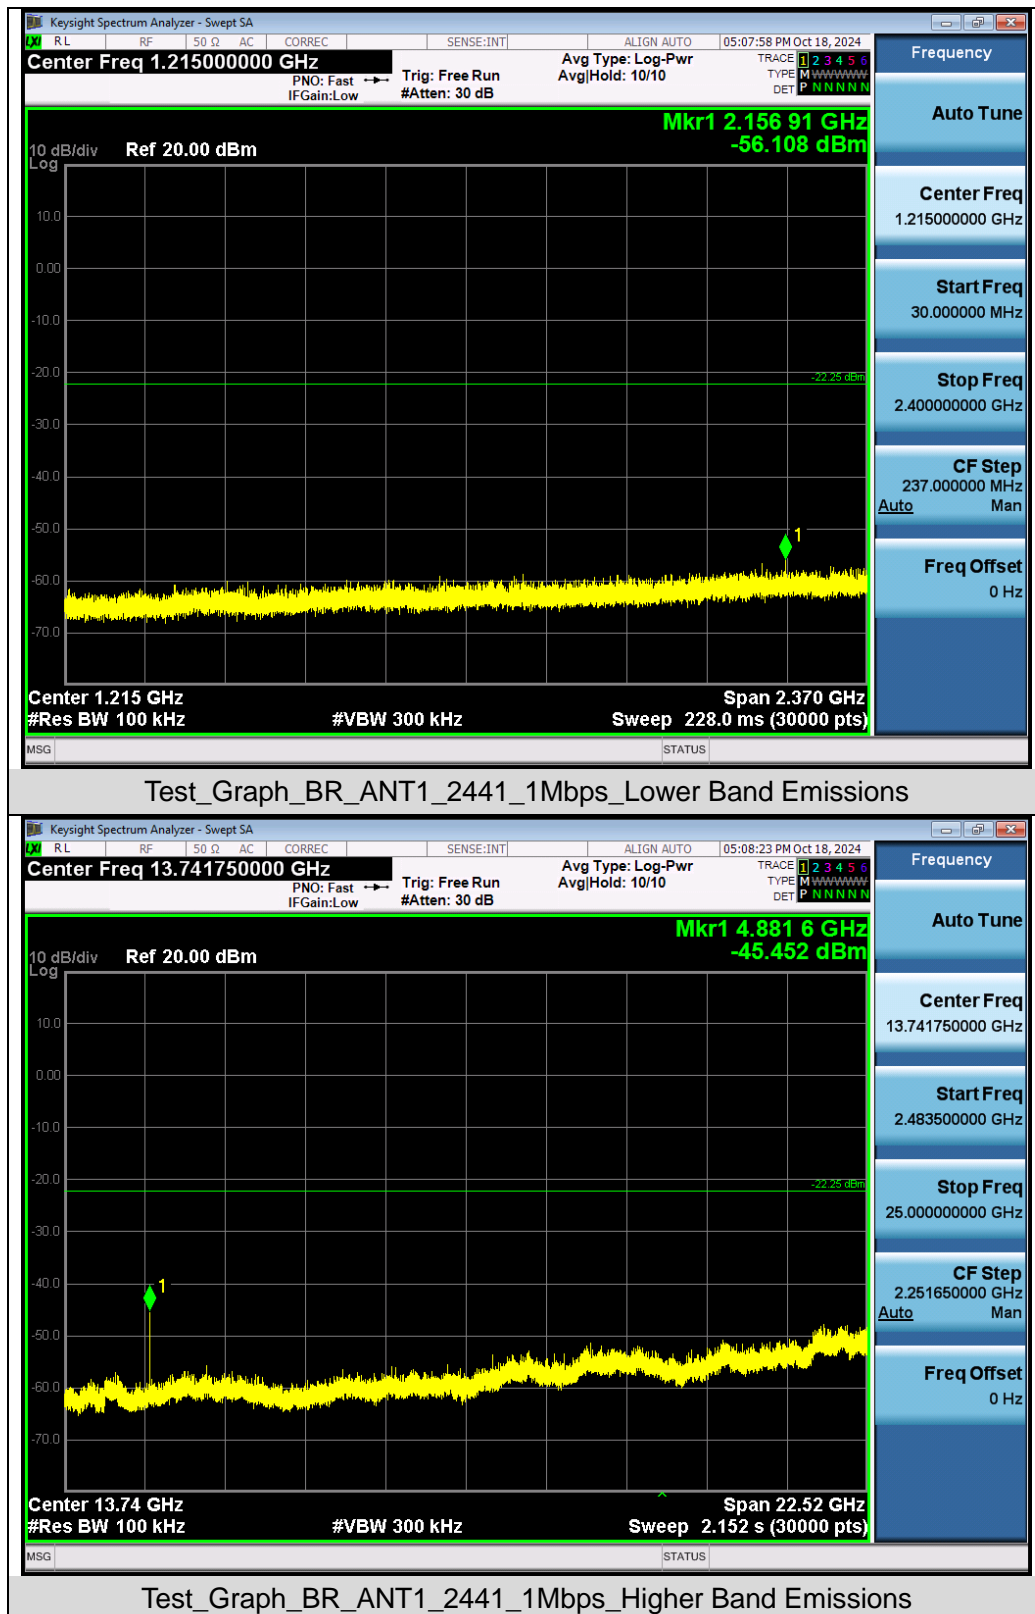 Keysight Spectrum Analyzer - Swept SA
LXI RL RF 50 Ω AC CORREC SENSE:INT ALIGN AUTO 05:07:58 PM Oct 18, 2024
Center Freq 1.215000000 GHz
PNO: Fast Trig: Free Run Avg Type: Log-Pwr TRACE 1 2 3 4 5 6
IFGain:Low #Atten: 30 dB Avg|Hold: 10/10 TYPE M WWWWW
DET P N N N N N
Frequency
Mkr1 2.156 91 GHz
-56.108 dBm
10 dB/div Ref 20.00 dBm
Log
10.0
0.00
-10.0
-20.0
-22.25 dBm
-30.0
-40.0
-50.0
1
-60.0
-70.0
Center 1.215 GHz Span 2.370 GHz
#Res BW 100 kHz #VBW 300 kHz Sweep 228.0 ms (30000 pts)
MSG STATUS
Auto Tune
Center Freq
1.215000000 GHz
Start Freq
30.000000 MHz
Stop Freq
2.400000000 GHz
CF Step
237.000000 MHz
Auto Man
Freq Offset
0 Hz
Test_Graph_BR_ANT1_2441_1Mbps_Lower Band Emissions
Keysight Spectrum Analyzer - Swept SA
LXI RL RF 50 Ω AC CORREC SENSE:INT ALIGN AUTO 05:08:23 PM Oct 18, 2024
Center Freq 13.741750000 GHz
PNO: Fast Trig: Free Run Avg Type: Log-Pwr TRACE 1 2 3 4 5 6
IFGain:Low #Atten: 30 dB Avg|Hold: 10/10 TYPE M WWWWW
DET P N N N N N
Frequency
Mkr1 4.881 6 GHz
-45.452 dBm
10 dB/div Ref 20.00 dBm
Log
10.0
0.00
-10.0
-20.0
-22.25 dBm
-30.0
-40.0
1
-50.0
-60.0
-70.0
Center 13.74 GHz Span 22.52 GHz
#Res BW 100 kHz #VBW 300 kHz Sweep 2.152 s (30000 pts)
MSG STATUS
Auto Tune
Center Freq
13.741750000 GHz
Start Freq
2.483500000 GHz
Stop Freq
25.000000000 GHz
CF Step
2.251650000 GHz
Auto Man
Freq Offset
0 Hz
Test_Graph_BR_ANT1_2441_1Mbps_Higher Band Emissions